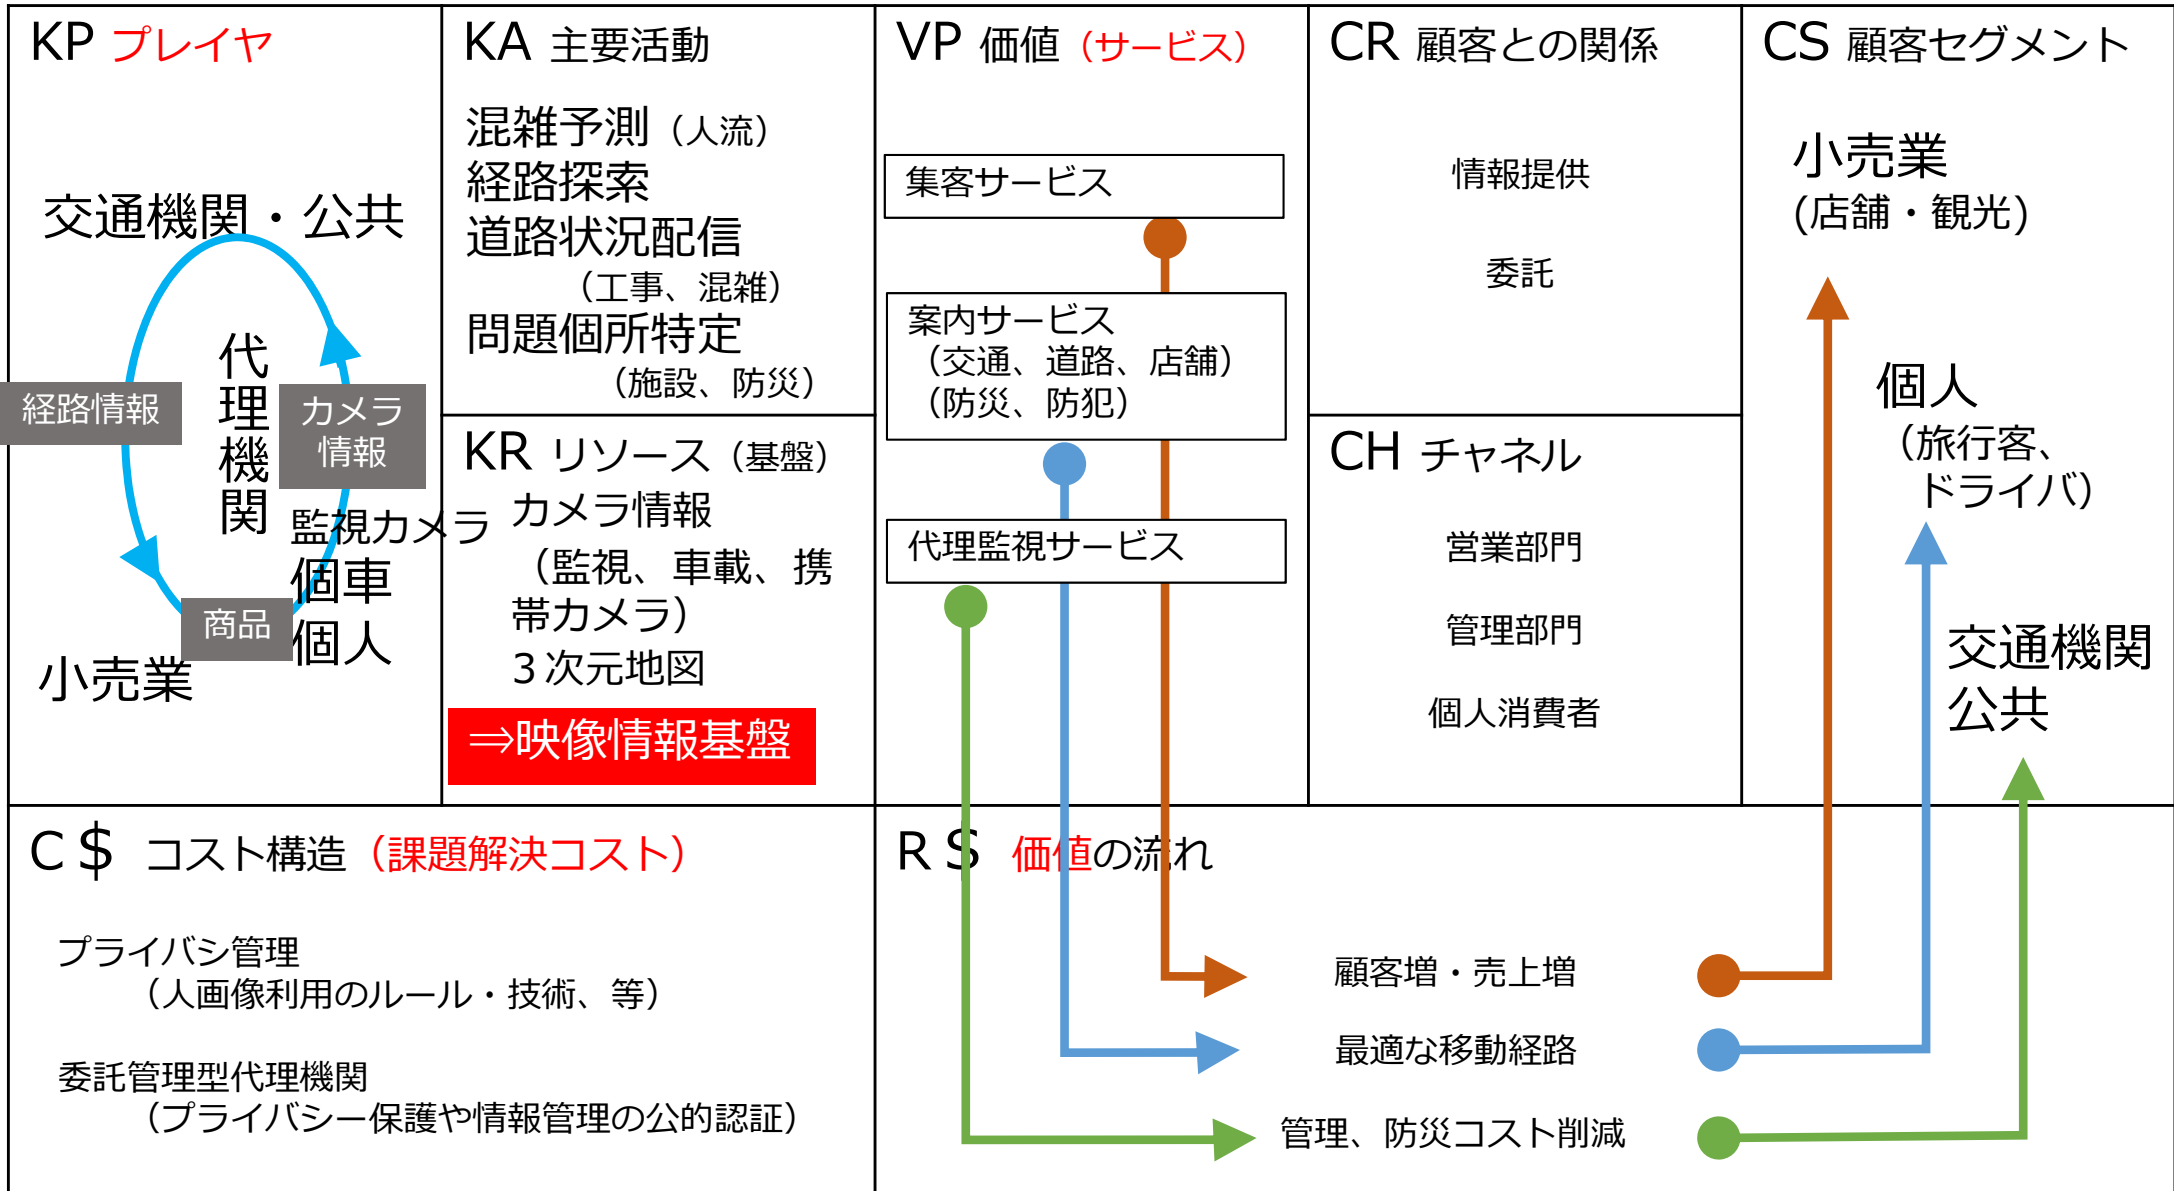 KP プレイヤ
交通機関・公共
代理機関
経路情報
カメラ
情報
監視カメラ
個車
個人
商品
小売業
KA 主要活動
混雑予測（人流）
経路探索
道路状況配信
（工事、混雑）
問題個所特定
（施設、防災）
KR リソース（基盤）
カメラ情報
（監視、車載、携
帯カメラ）
３次元地図
⇒映像情報基盤
VP 価値（サービス）
集客サービス
案内サービス
（交通、道路、店舗）
（防災、防犯）
代理監視サービス
CR 顧客との関係
情報提供
委託
CH チャネル
営業部門
管理部門
個人消費者
CS 顧客セグメント
小売業
(店舗・観光)
個人
（旅行客、
ドライバ）
交通機関
公共
C＄ コスト構造（課題解決コスト）
プライバシ管理
（人画像利用のルール・技術、等）
委託管理型代理機関
（プライバシー保護や情報管理の公的認証）
R＄ 価値の流れ
顧客増・売上増
最適な移動経路
管理、防災コスト削減